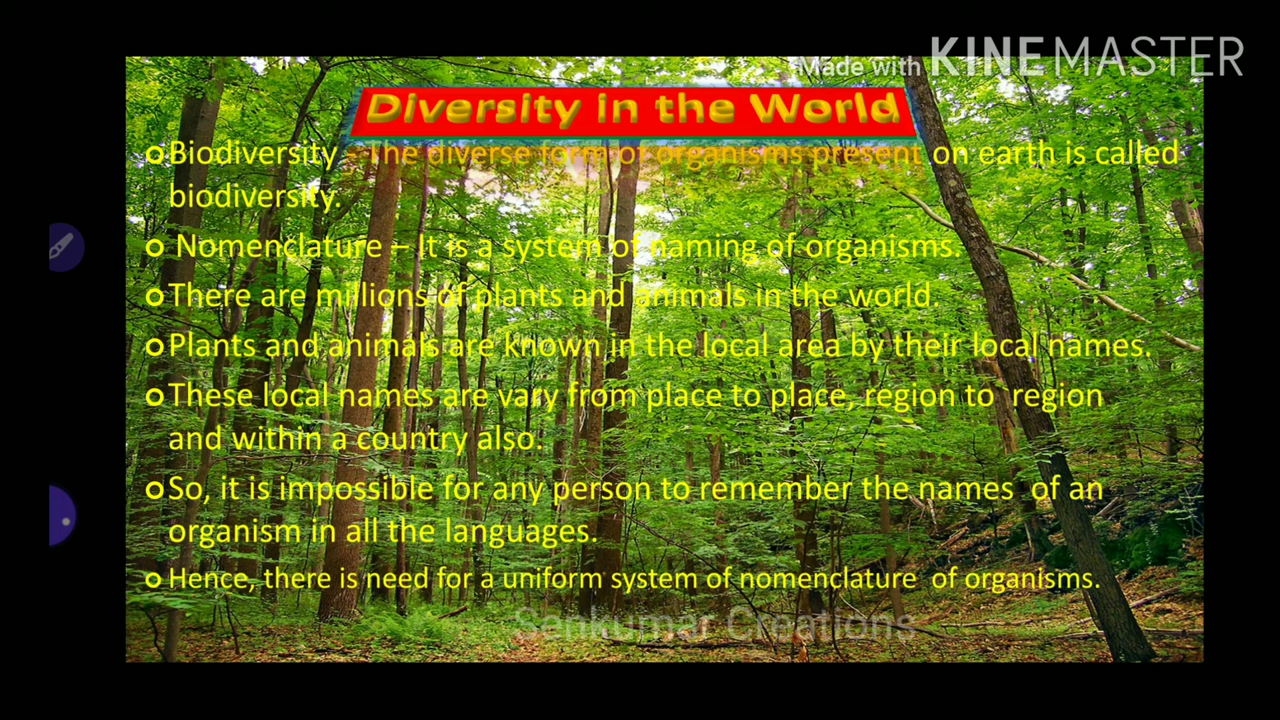 Made with KINEMASTER
Diversity in the World
Biodiversity - The diverse form of organisms present on earth is called
biodiversity.
Nomenclature – It is a system of naming of organisms.
There are millions of plants and animals in the world.
Plants and animals are known in the local area by their local names.
These local names are vary from place to place, region to region
and within a country also.
So, it is impossible for any person to remember the names of an
organism in all the languages.
Hence, there is need for a uniform system of nomenclature of organisms.
Senkumar Creations